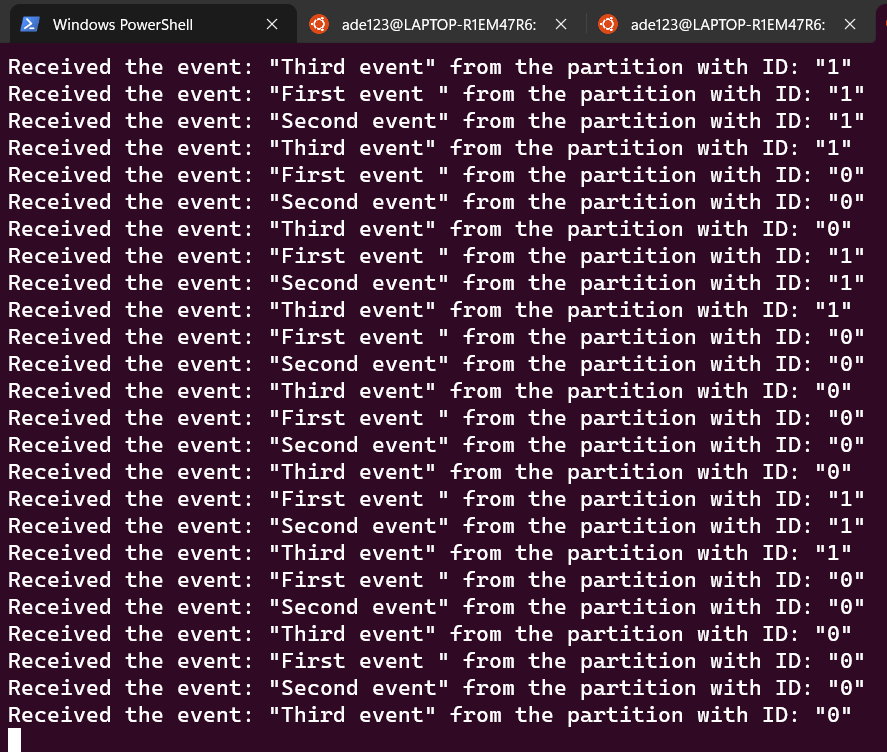 Windows PowerShell
ade123@LAPTOP-R1EM47R6:
ade123@LAPTOP-R1EM47R6:
Received the event: "Third event" from the partition with ID: "1"
Received the event: "First event " from the partition with ID: "1"
Received the event: "Second event" from the partition with ID: "1"
Received the event: "Third event" from the partition with ID: "1"
Received the event: "First event " from the partition with ID: "0"
Received the event: "Second event" from the partition with ID: "0"
Received the event: "Third event" from the partition with ID: "0"
Received the event: "First event " from the partition with ID: "1"
Received the event: "Second event" from the partition with ID: "1"
Received the event: "Third event" from the partition with ID: "1"
Received the event: "First event " from the partition with ID: "0"
Received the event: "Second event" from the partition with ID: "0"
Received the event: "Third event" from the partition with ID: "0"
Received the event: "First event " from the partition with ID: "0"
Received the event: "Second event" from the partition with ID: "0"
Received the event: "Third event" from the partition with ID: "0"
Received the event: "First event " from the partition with ID: "1"
Received the event: "Second event" from the partition with ID: "1"
Received the event: "Third event" from the partition with ID: "1"
Received the event: "First event " from the partition with ID: "0"
Received the event: "Second event" from the partition with ID: "0"
Received the event: "Third event" from the partition with ID: "0"
Received the event: "First event " from the partition with ID: "0"
Received the event: "Second event" from the partition with ID: "0"
Received the event: "Third event" from the partition with ID: "0"